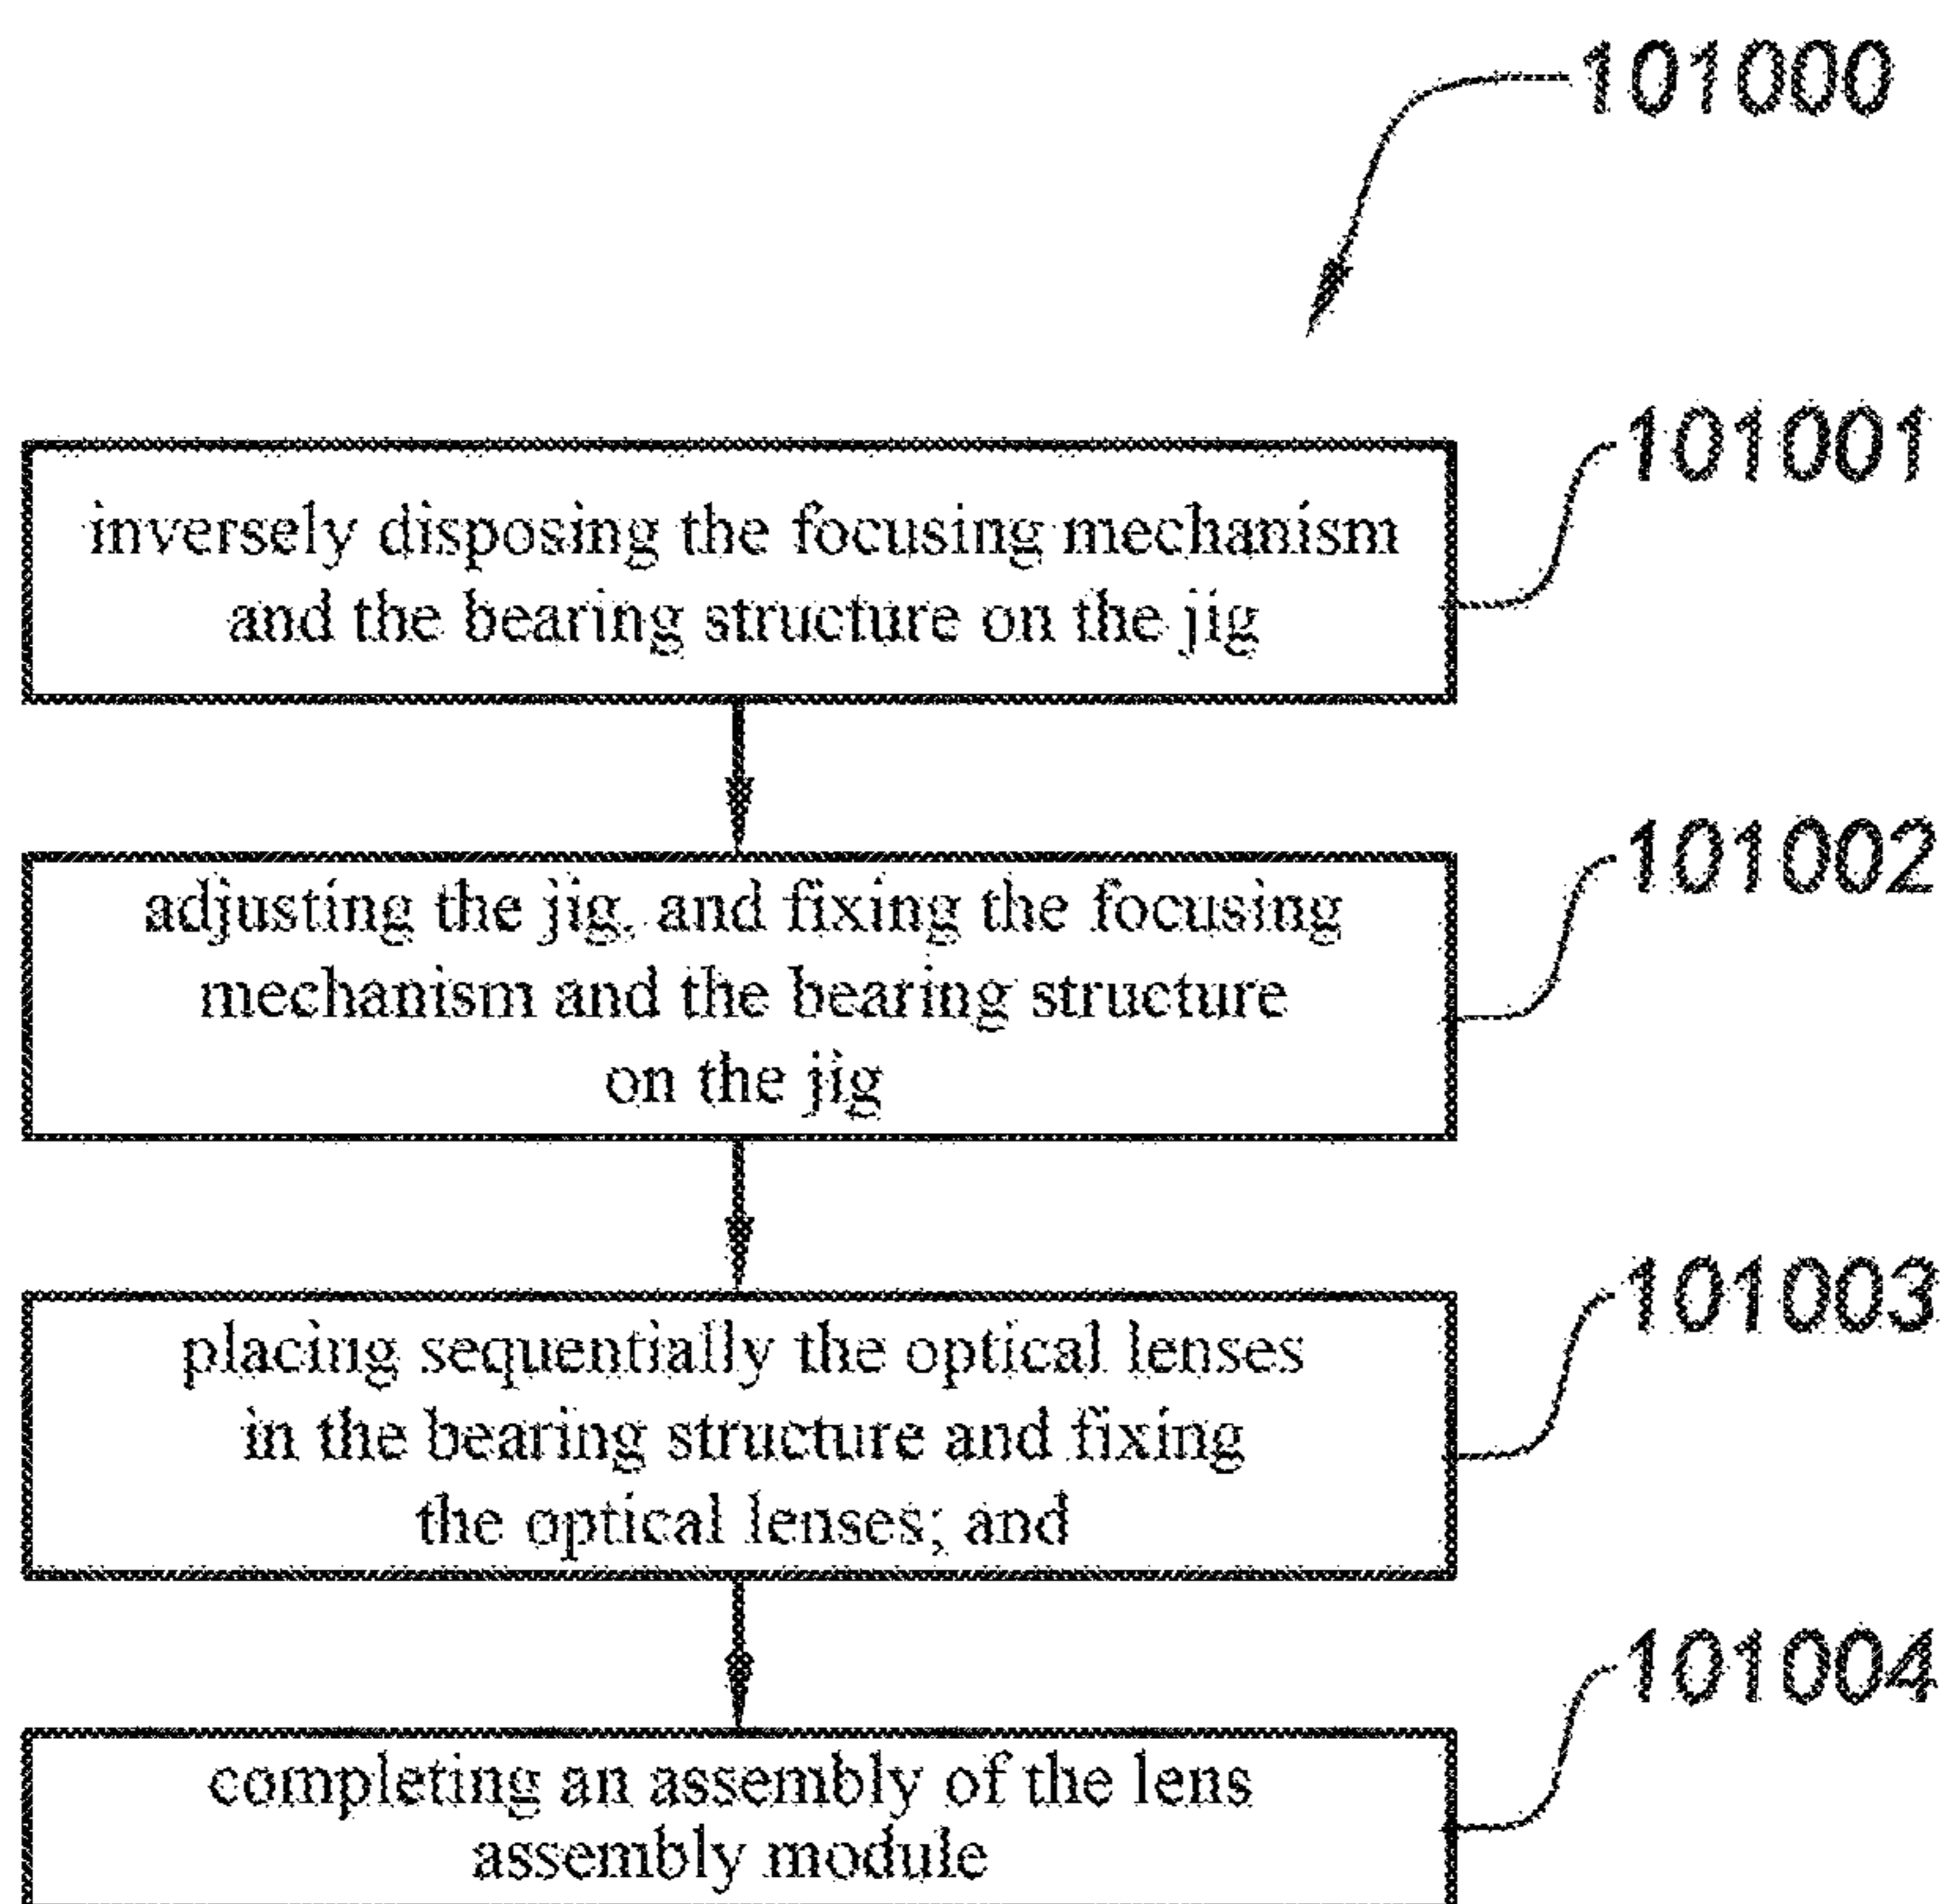 101000
101001
inversely disposing the focusing mechanism
and the bearing structure on the jig
101002
adjusting the jig, and fixing the focusing
mechanism and the bearing structure
on the jig
101003
placing sequentially the optical lenses
in the bearing structure and fixing
the optical lenses; and
101004
completing an assembly of the lens
assembly module